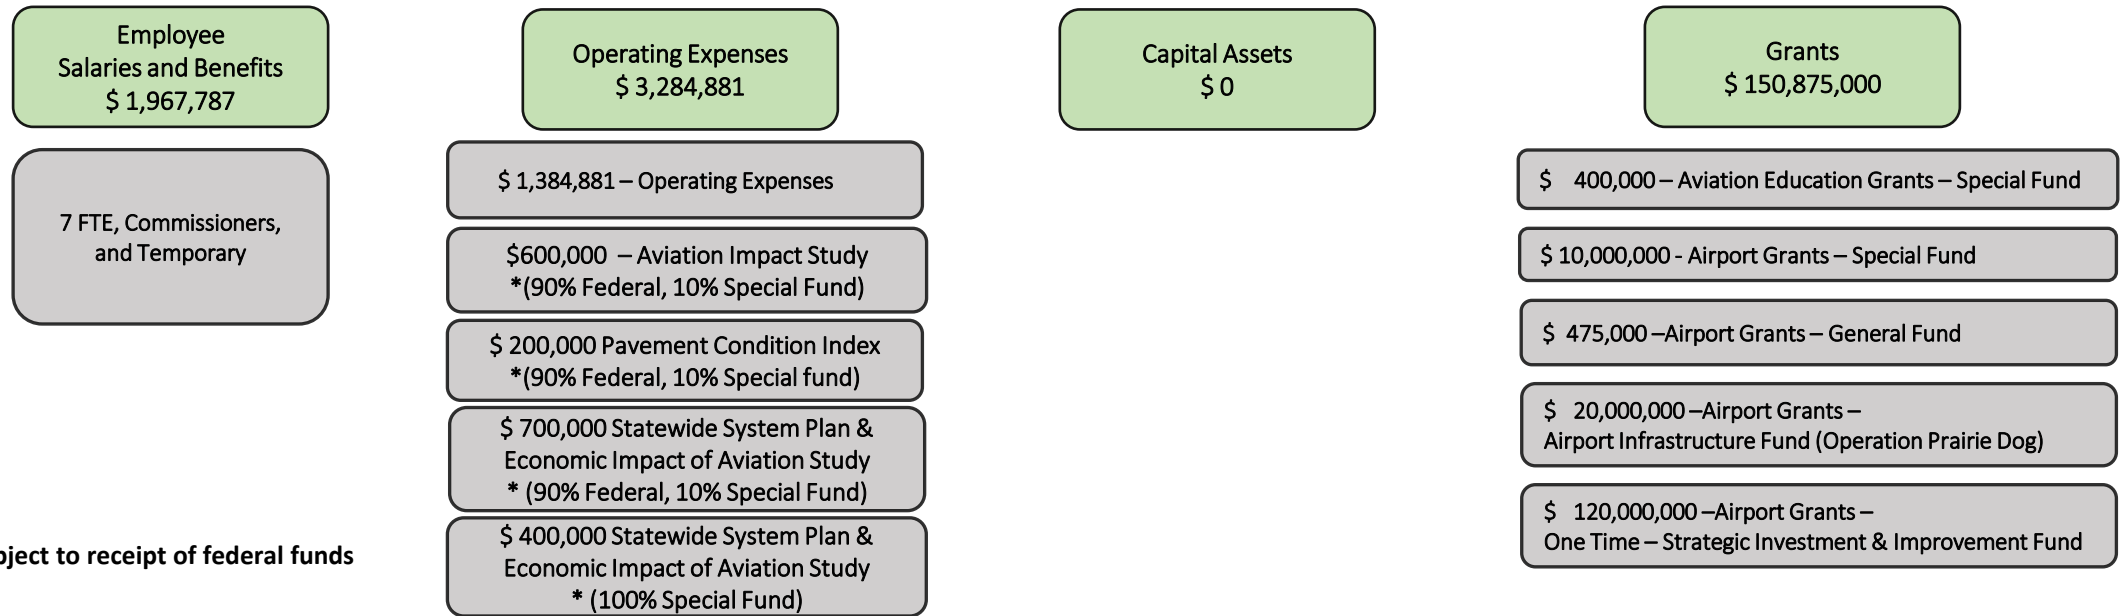 Employee
Salaries and Benefits
$ 1,967,787
7 FTE, Commissioners,
and Temporary
Operating Expenses
$ 3,284,881
$ 1,384,881 – Operating Expenses
$600,000 – Aviation Impact Study
*(90% Federal, 10% Special Fund)
$ 200,000 Pavement Condition Index
*(90% Federal, 10% Special fund)
$ 700,000 Statewide System Plan &
Economic Impact of Aviation Study
* (90% Federal, 10% Special Fund)
$ 400,000 Statewide System Plan &
Economic Impact of Aviation Study
* (100% Special Fund)
Capital Assets
$ 0
Grants
$ 150,875,000
$ 400,000 – Aviation Education Grants – Special Fund
$ 10,000,000 - Airport Grants – Special Fund
$ 475,000 –Airport Grants – General Fund
$ 20,000,000 –Airport Grants –
Airport Infrastructure Fund (Operation Prairie Dog)
$ 120,000,000 –Airport Grants –
One Time – Strategic Investment & Improvement Fund
to receipt of federal funds